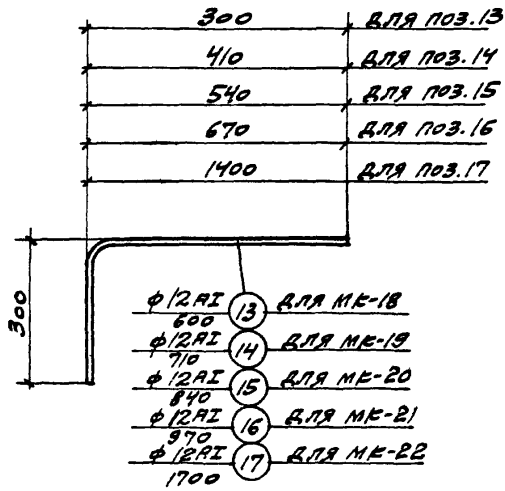 300 ДЛЯ ПОЗ.13
410 ДЛЯ ПОЗ.14
540 ДЛЯ ПОЗ.15
670 ДЛЯ ПОЗ.16
1400 ДЛЯ ПОЗ.17
300
Ф12АI 13 ДЛЯ МК-18
600
Ф12АI 14 ДЛЯ МК-19
710
Ф12АI 15 ДЛЯ МК-20
840
Ф12АI 16 ДЛЯ МК-21
970
Ф12АI 17 ДЛЯ МК-22
1700